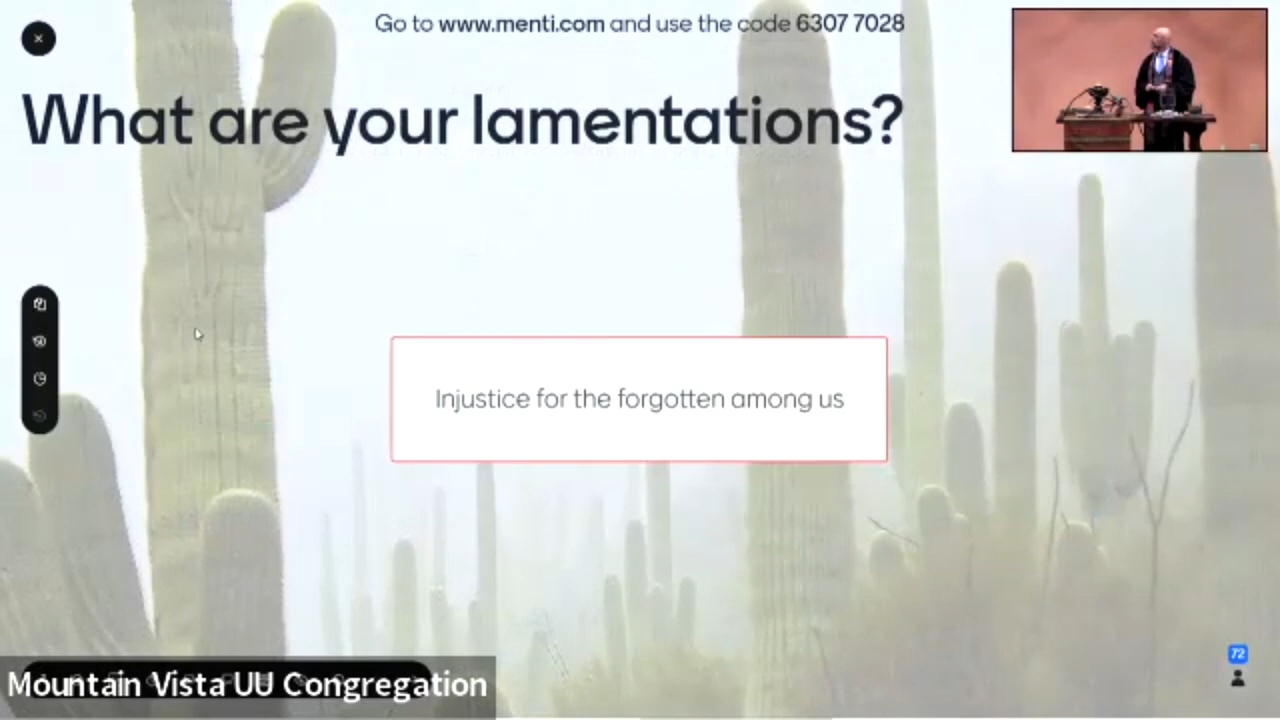 Go to www.menti.com and use the code 6307 7028
What are your lamentations?
Injustice for the forgotten among us
72
Mountain Vista UU Congregation